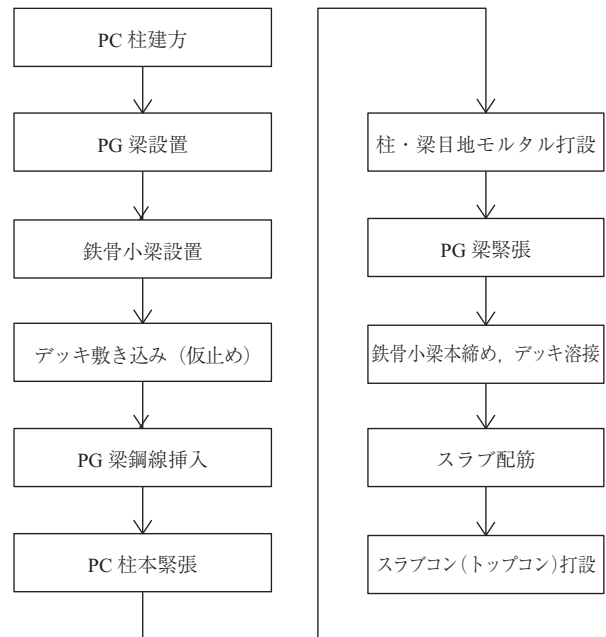 PC 柱建方
PG 梁設置
鉄骨小梁設置
デッキ敷き込み（仮止め）
PG 梁鋼線挿入
PC 柱本緊張
柱・梁目地モルタル打設
PG 梁緊張
鉄骨小梁本締め，デッキ溶接
スラブ配筋
スラブコン（トップコン）打設